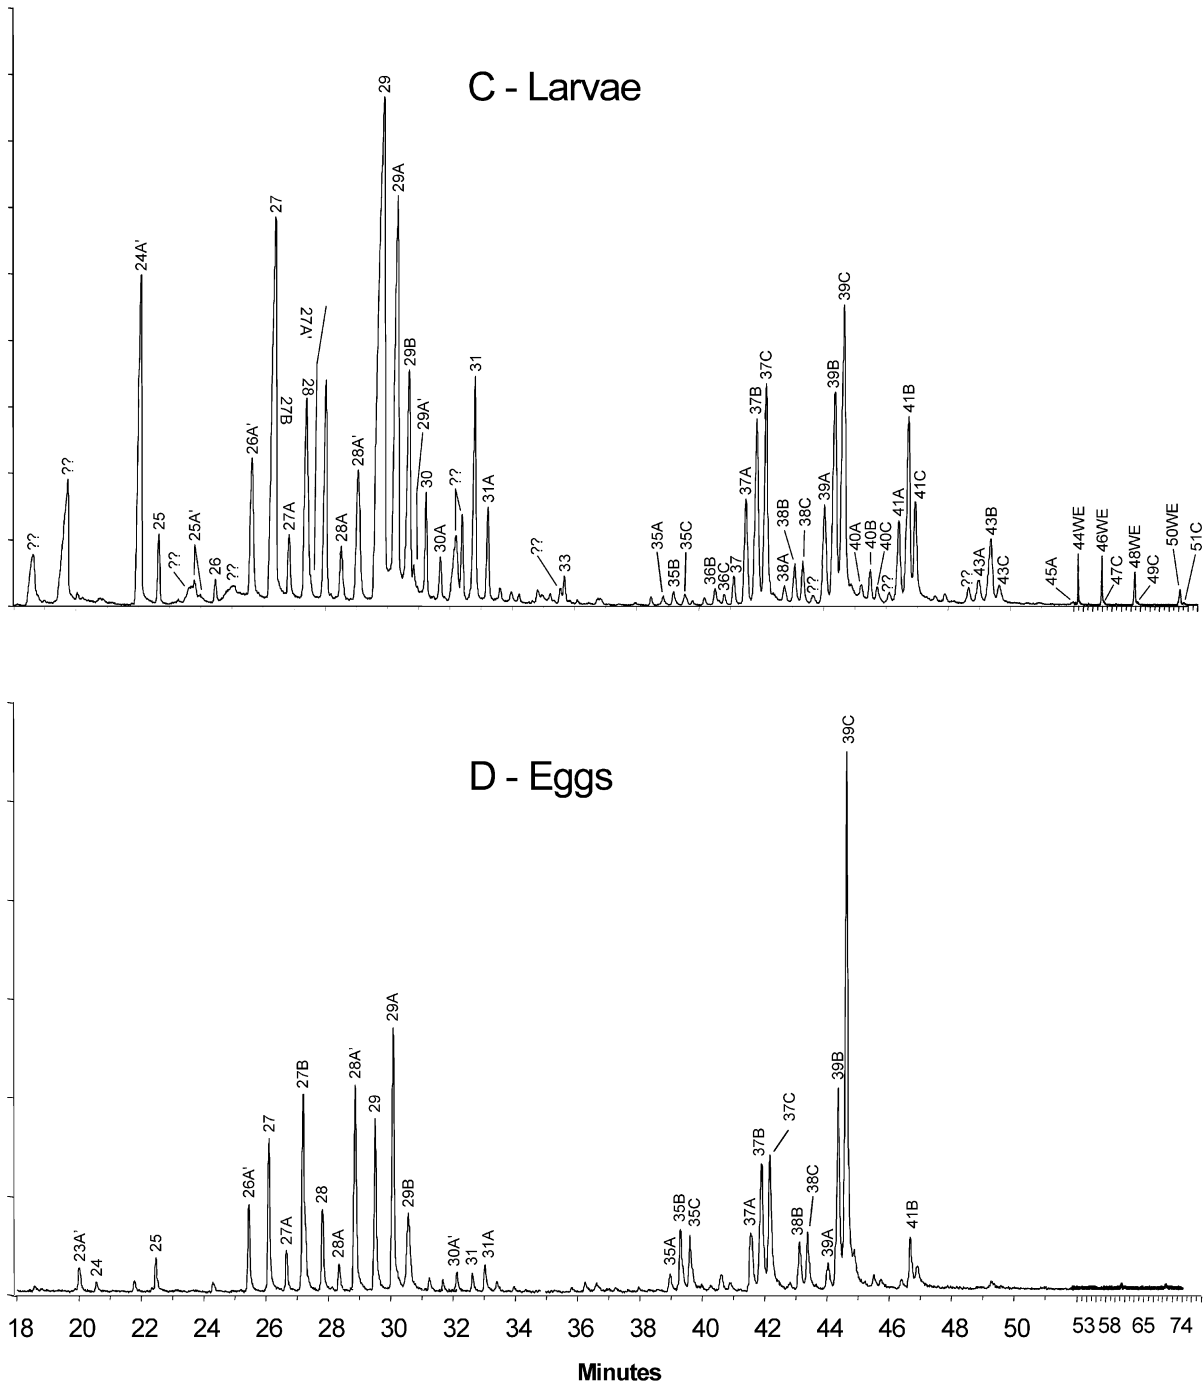 C - Larvae
??
??
24A'
25
??
25A'
26
??
26A'
27
27B
27A
28
27A'
28A
28A'
29
29A
29B
29A'
30
30A
??
31
31A
??
33
35A
35B
35C
36B
36C
37
37A
37B
37C
38A
38B
38C
??
39A
39B
39C
40A
40B
40C
??
41A
41B
41C
??
43A
43B
43C
45A
44WE
46WE
47C
48WE
49C
50WE
51C
D - Eggs
23A'
24
25
26A'
27
27A
27B
28
28A
28A'
29
29A
29B
30A'
31
31A
35A
35B
35C
37A
37B
37C
38B
38C
39A
39B
39C
41B
18 20 22 24 26 28 30 32 34 36 38 40 42 44 46 48 50 53 58 65 74
Minutes